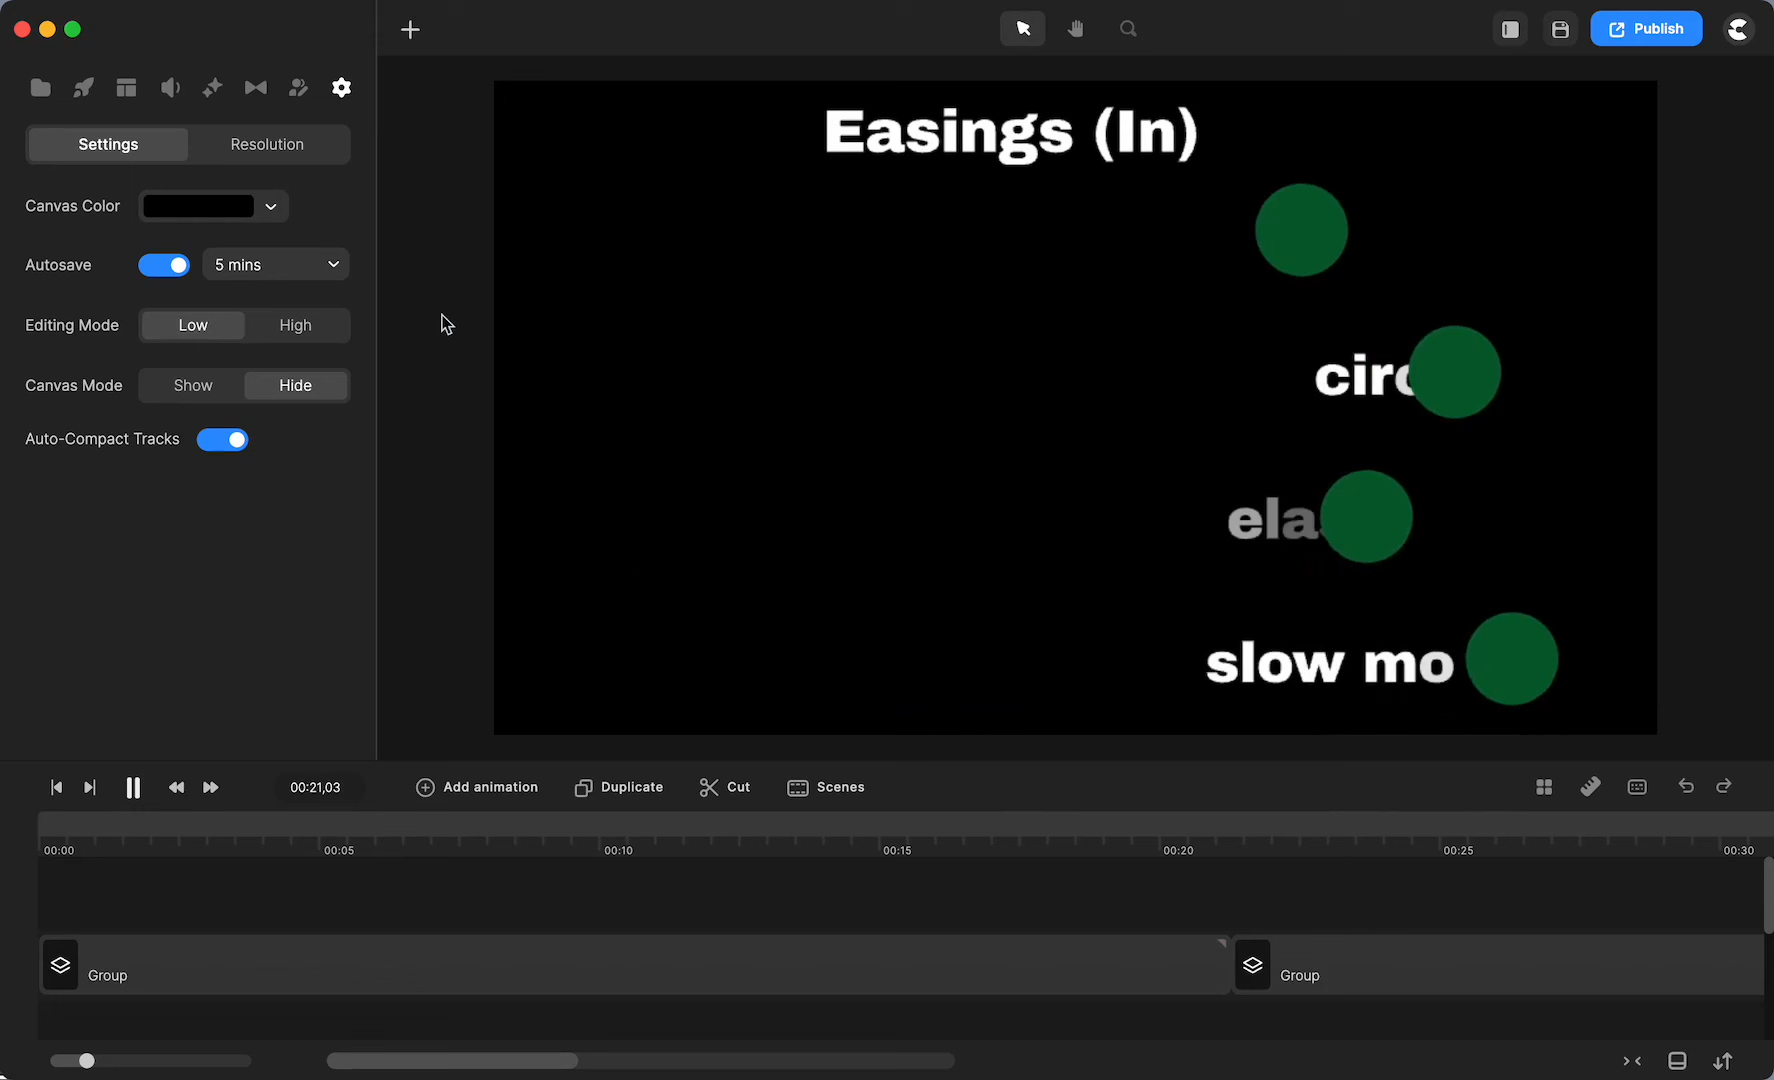 Publish
Settings
Resolution
Canvas Color
Autosave
5 mins
Editing Mode
Low
High
Canvas Mode
Show
Hide
Auto-Compact Tracks
Easings (In)
slow mo
00:21,03
Add animation
Duplicate
Cut
Scenes
00:00
00:05
00:10
00:15
00:20
00:25
00:30
Group
Group